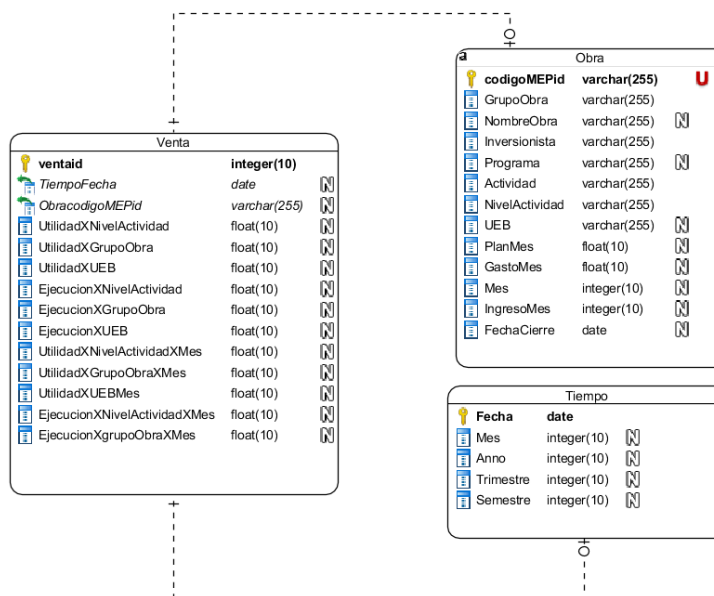 Venta
ventaid integer(10)
TiempoFecha date N
ObracodigoMEPid varchar(255) N
UtilidadXNivelActividad float(10) N
UtilidadXGrupoObra float(10) N
UtilidadXUEB float(10) N
EjecucionXNivelActividad float(10) N
EjecucionXGrupoObra float(10) N
EjecucionXUEB float(10) N
UtilidadXNivelActividadXMes float(10) N
UtilidadXGrupoObraXMes float(10) N
UtilidadXUEBMes float(10) N
EjecucionXNivelActividadXMes float(10) N
EjecucionXgrupoObraXMes float(10) N
a
Obra
codigoMEPid varchar(255) U
GrupoObra varchar(255)
NombreObra varchar(255) N
Inversionista varchar(255)
Programa varchar(255) N
Actividad varchar(255)
NivelActividad varchar(255)
UEB varchar(255) N
PlanMes float(10) N
GastoMes float(10) N
Mes integer(10) N
IngresoMes integer(10) N
FechaCierre date N
Tiempo
Fecha date
Mes integer(10) N
Anno integer(10) N
Trimestre integer(10) N
Semestre integer(10) N